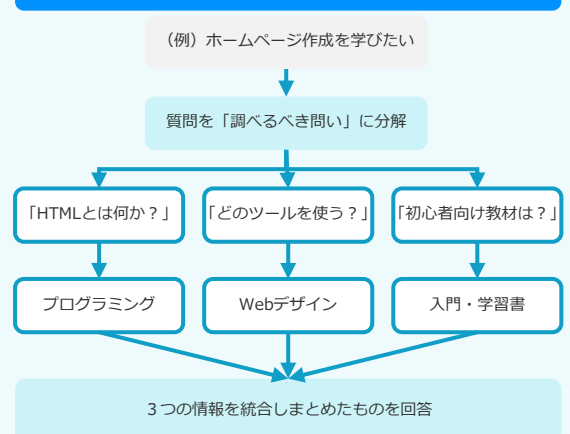 (例)ホームページ作成を学びたい
質問を「調べるべき問い」に分解
「HTMLとは何か？」
「どのツールを使う？」
「初心者向け教材は？」
プログラミング
Webデザイン
入門・学習書
３つの情報を統合しまとめたものを回答